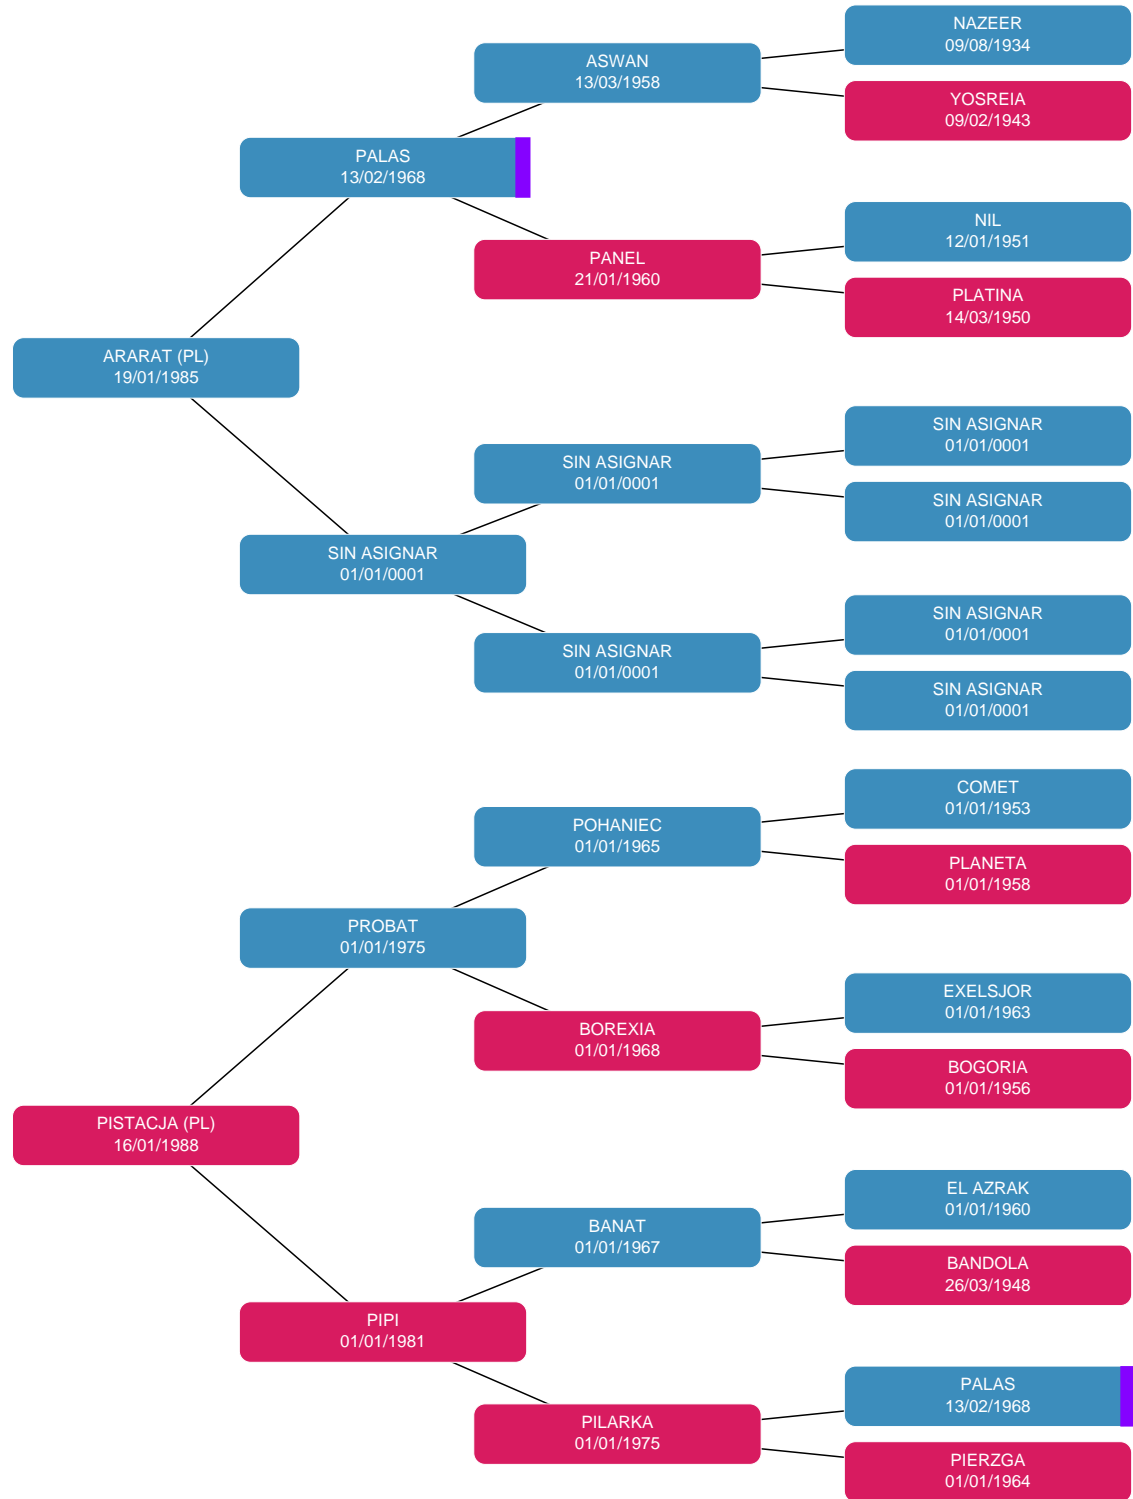 NAZEER
09/08/1934
ASWAN
13/03/1958
YOSREIA
09/02/1943
PALAS
13/02/1968
NIL
12/01/1951
PANEL
21/01/1960
PLATINA
14/03/1950
ARARAT (PL)
19/01/1985
SIN ASIGNAR
01/01/0001
SIN ASIGNAR
01/01/0001
SIN ASIGNAR
01/01/0001
SIN ASIGNAR
01/01/0001
SIN ASIGNAR
01/01/0001
SIN ASIGNAR
01/01/0001
SIN ASIGNAR
01/01/0001
COMET
01/01/1953
POHANIEC
01/01/1965
PLANETA
01/01/1958
PROBAT
01/01/1975
EXELSJOR
01/01/1963
BOREXIA
01/01/1968
BOGORIA
01/01/1956
PISTACJA (PL)
16/01/1988
EL AZRAK
01/01/1960
BANAT
01/01/1967
BANDOLA
26/03/1948
PIPI
01/01/1981
PALAS
13/02/1968
PILARKA
01/01/1975
PIERZGA
01/01/1964